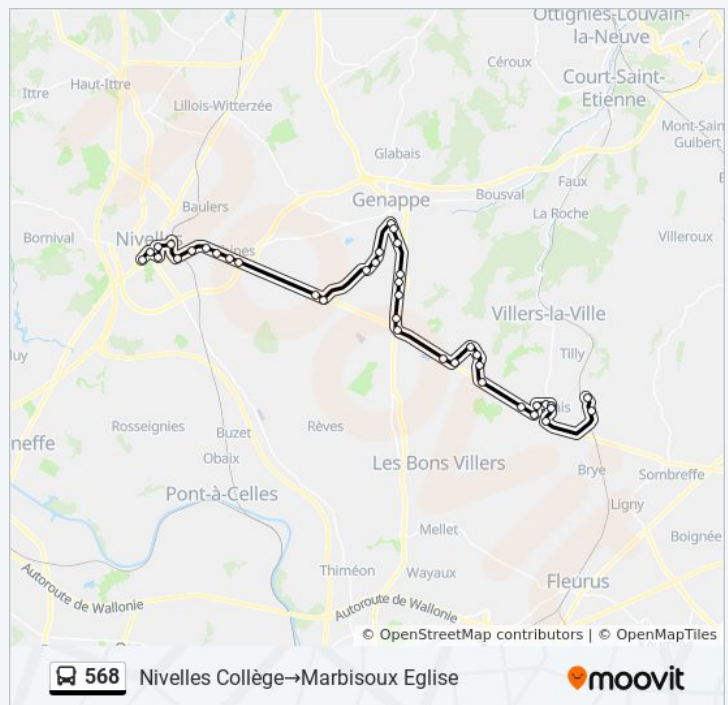 Ottignies-Louvain-
la-Neuve
Haut-Ittre
Céroux
Ittre
Court-Saint-
Etienne
Lillois-Witterzée
Mont-Sain
Guibert
Glabais
Faux
Genappe
Bousval
Baulers
La Roche
Bornival
Nivelles
Villeroux
Villers-la-Ville
Tilly
Rosseignies
Rèves
Buzet
Obaix
Les Bons Villers
Brye
Sombreffe
Pont-à-Celles
Ligny
Mellet
Boignée
Thiméon
Wayaux
Fleurus
Autoroute de Wallonie
Autoroute de Wallonie
© OpenStreetMap contributors | © OpenMapTiles
568 Nivelles Collège→Marbisoux Eglise
moovit